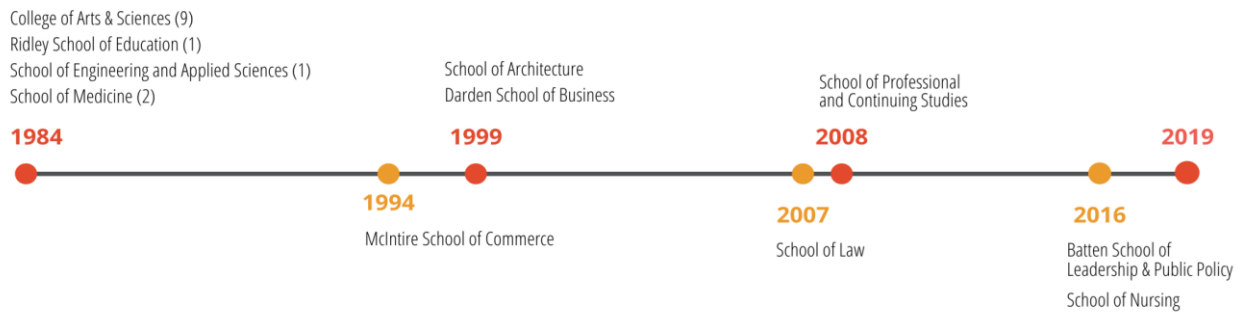 College of Arts & Sciences (9)
Ridley School of Education (1)
School of Engineering and Applied Sciences (1)
School of Medicine (2)
1984
1994
McIntire School of Commerce
School of Architecture
Darden School of Business
1999
2007
School of Law
School of Professional
and Continuing Studies
2008
2016
Batten School of
Leadership & Public Policy
School of Nursing
2019